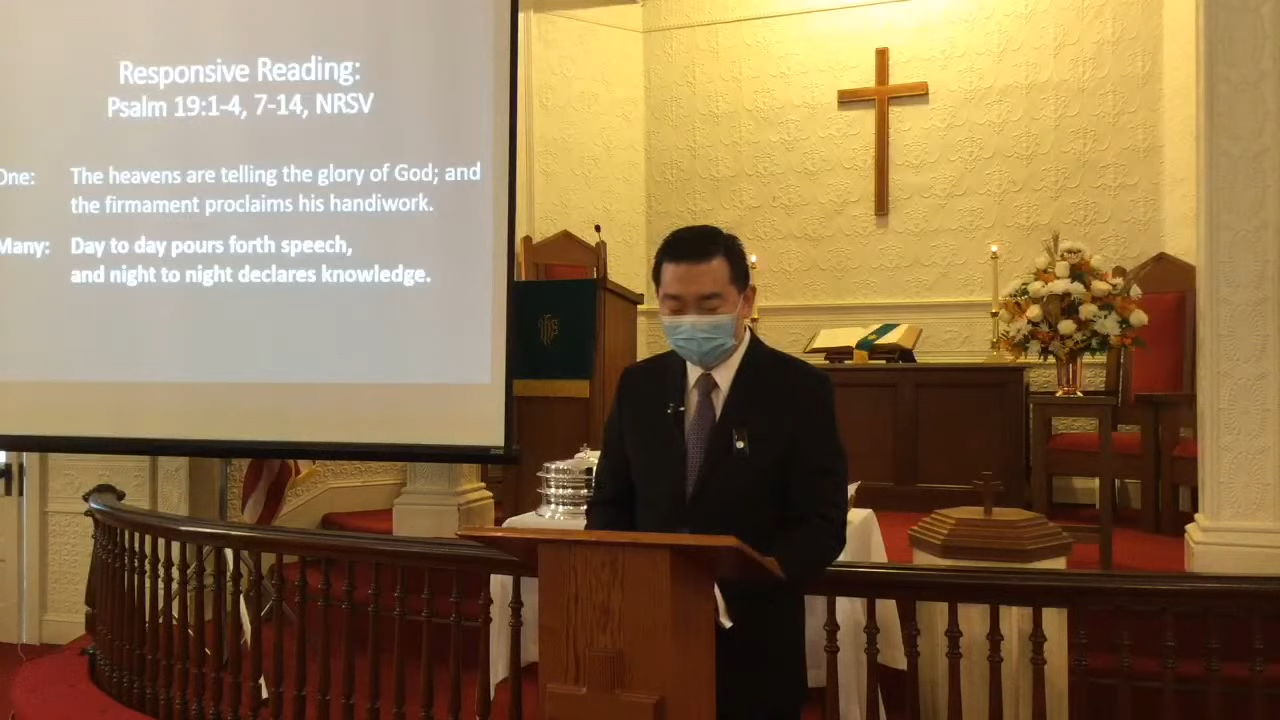 Responsive Reading:
Psalm 19:1-4, 7-14, NRSV
One: The heavens are telling the glory of God; and
the firmament proclaims his handiwork.
Many: Day to day pours forth speech,
and night to night declares knowledge.
IHS